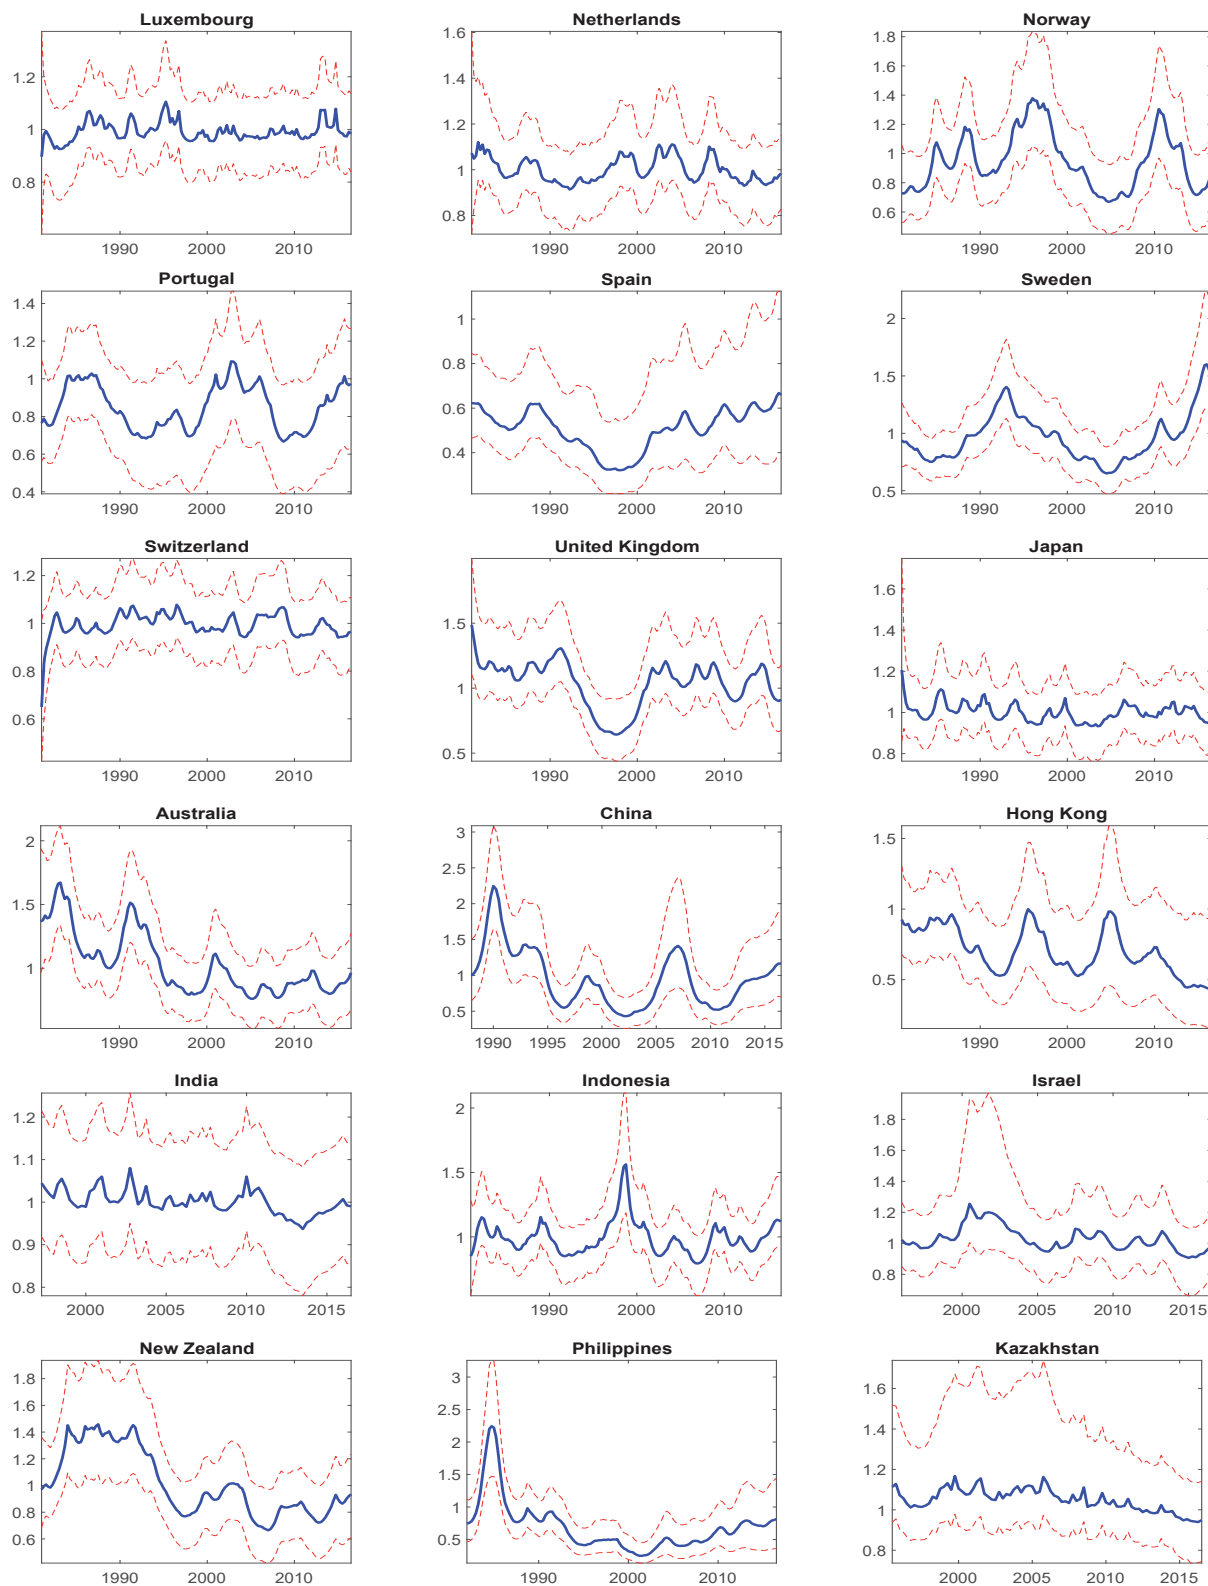 Luxembourg Netherlands Norway
1.2 1 0.8
1990 2000 2010
1.6 1.4 1.2 1 0.8
1990 2000 2010
1.8 1.6 1.4 1.2 1 0.8 0.6
1990 2000 2010
Portugal Spain Sweden
1.4 1.2 1 0.8 0.6 0.4
1990 2000 2010
1 0.8 0.6 0.4
1990 2000 2010
2 1.5 1 0.5
1990 2000 2010
Switzerland United Kingdom Japan
1.2 1 0.8 0.6
1990 2000 2010
1.5 1 0.5
1990 2000 2010
1.6 1.4 1.2 1 0.8
1990 2000 2010
Australia China Hong Kong
2 1.5 1
1990 2000 2010
3 2.5 2 1.5 1 0.5
1990 1995 2000 2005 2010 2015
1.5 1 0.5
1990 2000 2010
India Indonesia Israel
1.2 1.1 1 0.9 0.8
2000 2005 2010 2015
2 1.5 1
1990 2000 2010
1.8 1.6 1.4 1.2 1 0.8
2000 2005 2010 2015
New Zealand Philippines Kazakhstan
1.8 1.6 1.4 1.2 1 0.8 0.6
1990 2000 2010
3 2.5 2 1.5 1 0.5
1990 2000 2010
1.6 1.4 1.2 1 0.8
2000 2005 2010 2015